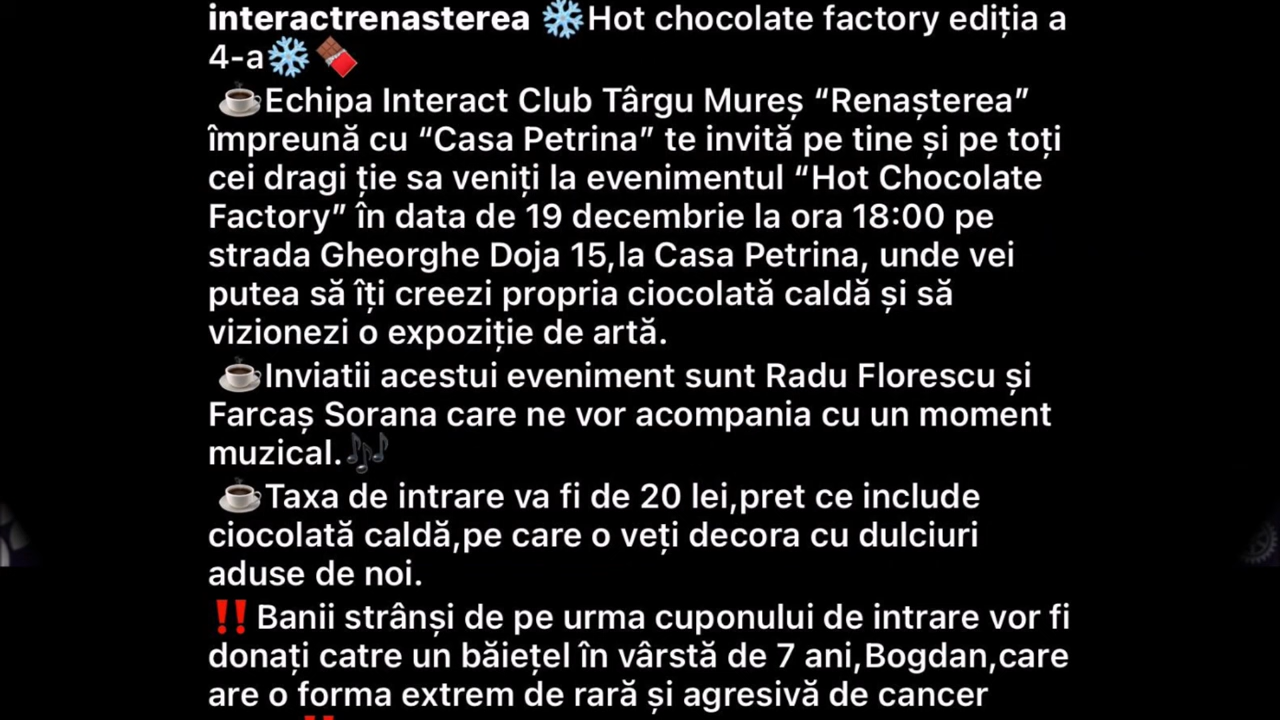 interactrenasterea ❄️Hot chocolate factory ediția a
4-a❄️🍫
☕Echipa Interact Club Târgu Mureș “Renașterea”
împreună cu “Casa Petrina” te invită pe tine și pe toți
cei dragi ție sa veniți la evenimentul “Hot Chocolate
Factory” în data de 19 decembrie la ora 18:00 pe
strada Gheorghe Doja 15,la Casa Petrina, unde vei
putea să îți creezi propria ciocolată caldă și să
vizionezi o expoziție de artă.
☕Inviatii acestui eveniment sunt Radu Florescu și
Farcaș Sorana care ne vor acompania cu un moment
muzical.🎶
☕Taxa de intrare va fi de 20 lei,pret ce include
ciocolată caldă,pe care o veți decora cu dulciuri
aduse de noi.
‼️Banii strânși de pe urma cuponului de intrare vor fi
donați catre un băiețel în vârstă de 7 ani,Bogdan,care
are o forma extrem de rară și agresivă de cancer